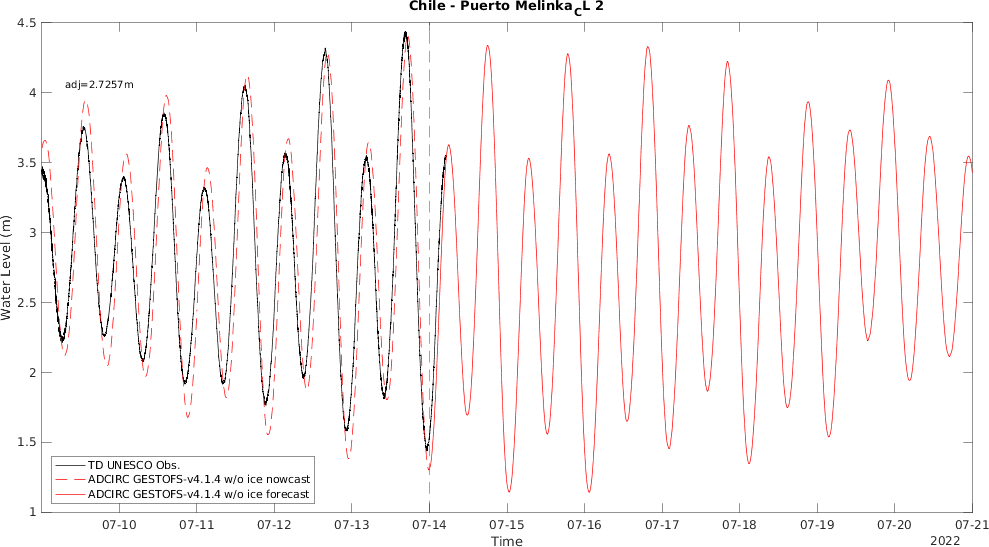 Chile - Puerto MelinkaCL 2
4.5
4
3.5
3
2.5
2
1.5
1
Water Level (m)
adj=2.7257m
TD UNESCO Obs.
ADCIRC GESTOFS-v4.1.4 w/o ice nowcast
ADCIRC GESTOFS-v4.1.4 w/o ice forecast
07-10 07-11 07-12 07-13 07-14 07-15 07-16 07-17 07-18 07-19 07-20 07-21
Time
2022